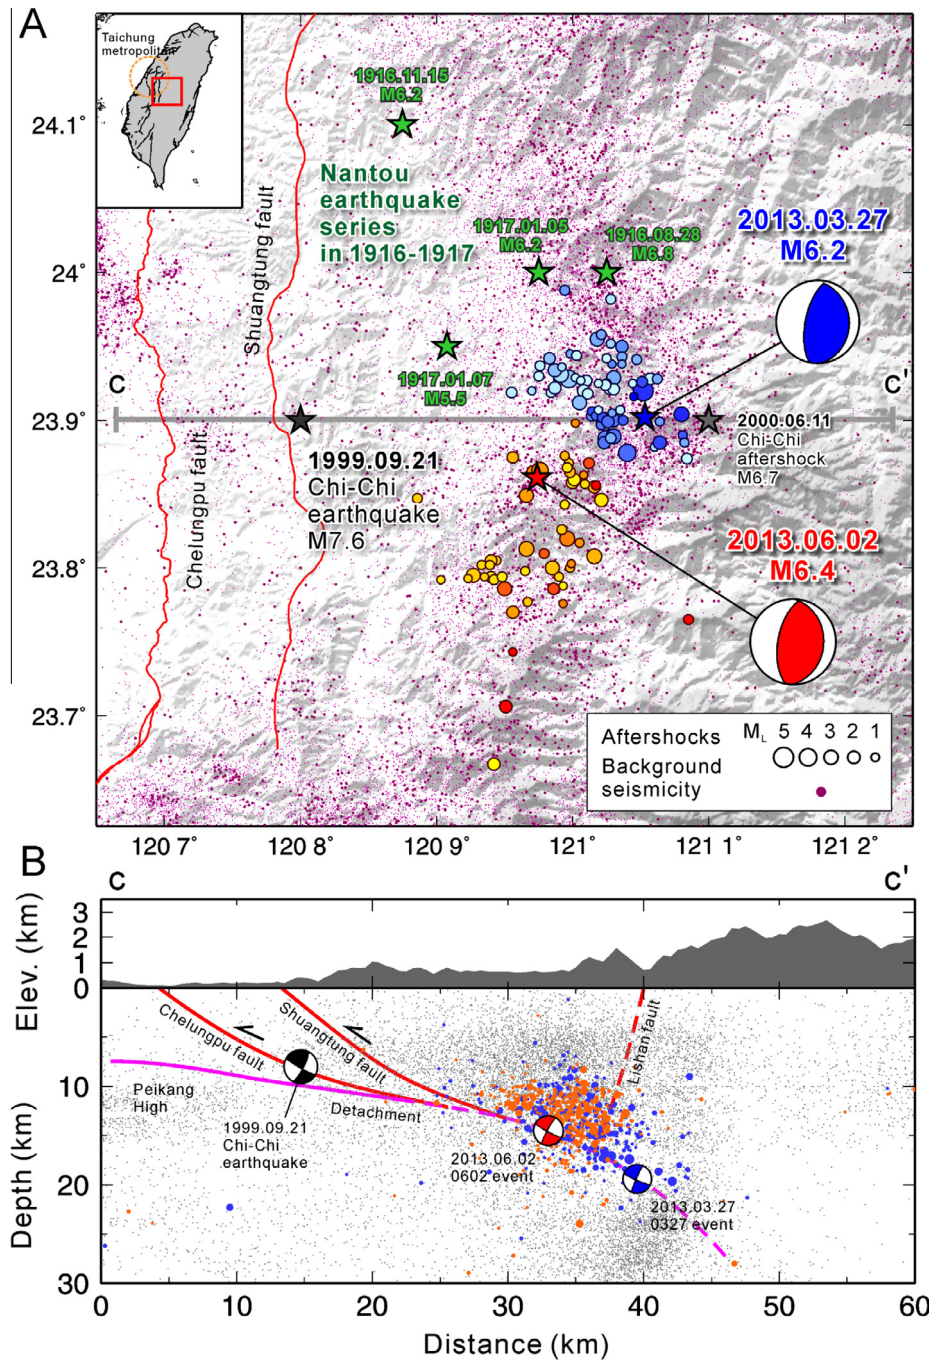 A
Taichung
metropolitan
24.1°
24°
23.9°
23.8°
23.7°
1916.11.15
M6.2
Nantou
earthquake
series
in 1916-1917
1917.01.05
M6.2
1916.08.28
M6.8
2013.03.27
M6.2
1917.01.07
M5.5
Shuangtung fault
Chelungpu fault
C
C'
1999.09.21
Chi-Chi
earthquake
M7.6
2000.06.11
Chi-Chi
aftershock
M6.7
2013.06.02
M6.4
Aftershocks
ML 5 4 3 2 1
Background
seismicity
120 7°
120 8°
120 9°
121°
121 1°
121 2°
B
C
C'
Elev. (km)
3
2
1
0
Chelungpu fault
Shuangtung fault
Lishan fault
Peikang
High
Detachment
1999.09.21
Chi-Chi
earthquake
2013.06.02
0602 event
2013.03.27
0327 event
Depth (km)
10
20
30
0 10 20 30 40 50 60
Distance (km)